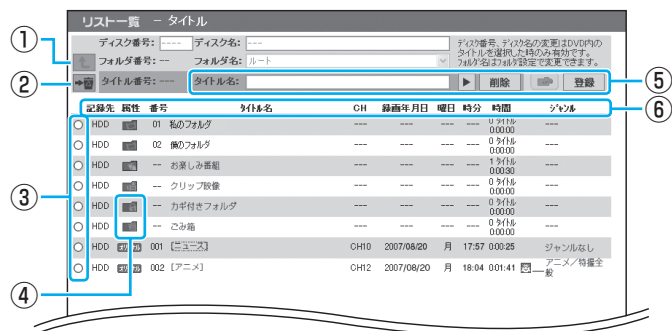 リスト一覧 － タイトル
① ディスク番号: ---- ディスク名: --- ディスク番号、ディスク名の変更はDVD内の
タイトルを選択した時のみ有効です。
フォルダ番号: -- フォルダ名: ルート フォルダ名はフォルダ設定で変更できます。
② タイトル番号: --- タイトル名: ▶ 削除 登録 ⑤
記録先 属性 番号 タイトル名 CH 録画年月日 曜日 時分 時間 ジャンル ⑥
HDD 01 私のフォルダ --- --- --- --- 0 タイトル 0:00:00 ---
HDD 02 僕のフォルダ --- --- --- --- 0 タイトル 0:00:00 ---
③ HDD -- お楽しみ番組 --- --- --- --- 1 タイトル 0:00:30 ---
HDD -- クリップ映像 --- --- --- --- 0 タイトル 0:00:00 ---
HDD -- カギ付きフォルダ --- --- --- --- 0 タイトル 0:00:00 ---
HDD -- ごみ箱 --- --- --- --- 0 タイトル 0:00:00 ---
HDD オリジナル 001 [ニュース] CH10 2007/08/20 月 17:57 0:00:25 ジャンルなし
④ HDD オリジナル 002 [アニメ] CH12 2007/08/20 月 18:04 0:01:41 アニメ/特撮全般